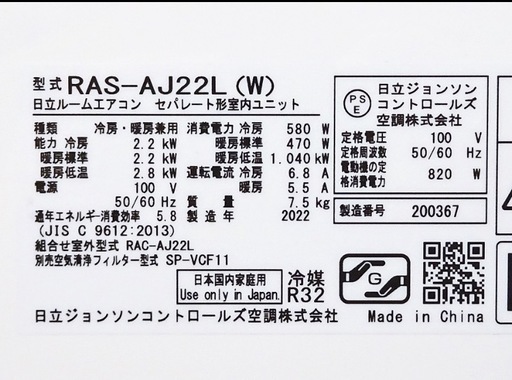 型式 RAS-AJ22L (W)
日立ルームエアコン セパレート形室内ユニット
種類 冷房・暖房兼用 消費電力 冷房 580 W
能力 冷房 2.2 kW 暖房標準 470 W
暖房標準 2.2 kW 暖房低温 1.040 kW
暖房低温 2.8 kW 運転電流 冷房 6.8 A
電源 100 V 暖房 5.5 A
50/60 Hz 質量 7.5 kg
通年エネルギー消費効率 5.8 製造年 2022
(JIS C 9612:2013)
組合せ室外型式 RAC-AJ22L
別売空気清浄フィルター型式 SP-VCF11
日本国内家庭用
Use only in Japan.
冷媒
R32
G
日立ジョンソンコントロールズ空調株式会社 Made in China
PSE
日立ジョンソン
コントロールズ
空調株式会社
定格電圧 100 V
定格周波数 50/60 Hz
電動機の定
格消費電力 820 W
製造番号 200367